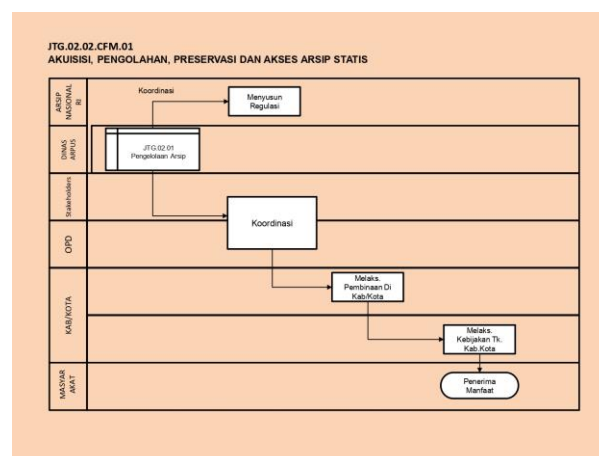 JTG.02.02.CFM.01
AKUISISI, PENGOLAHAN, PRESERVASI DAN AKSES ARSIP STATIS
ARSIP
NASIONAL
RI
Koordinasi
Menyusun
Regulasi
DINAS
ARPUS
JTG.02.01
Pengelolaan Arsip
Stakeholders
Koordinasi
OPD
KAB/KOTA
Melaks.
Pembinaan Di
Kab/Kota
Melaks.
Kebijakan Tk.
Kab.Kota
MASYAR
AKAT
Penerima
Manfaat